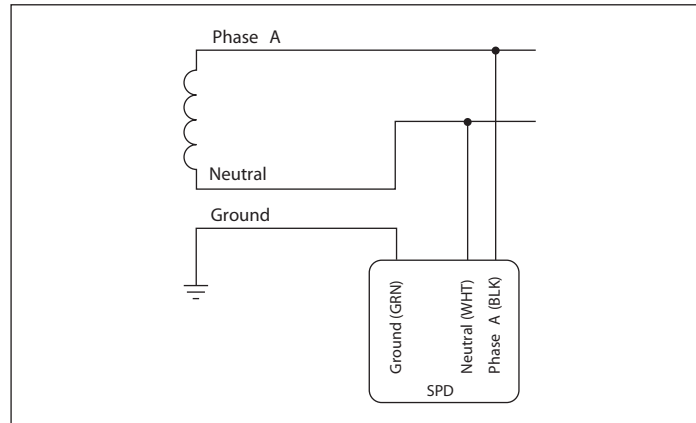 Phase A
Neutral
Ground
Ground (GRN)
Neutral (WHT)
Phase A (BLK)
SPD